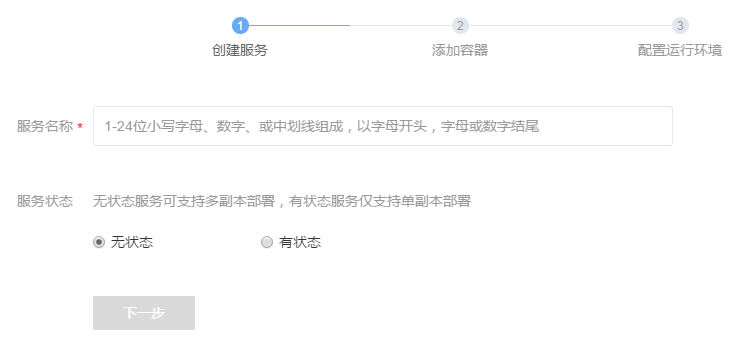 1 2 3
创建服务 添加容器 配置运行环境
服务名称 * 1-24位小写字母、数字、或中划线组成，以字母开头，字母或数字结尾
服务状态 无状态服务可支持多副本部署，有状态服务仅支持单副本部署
无状态 有状态
下一步